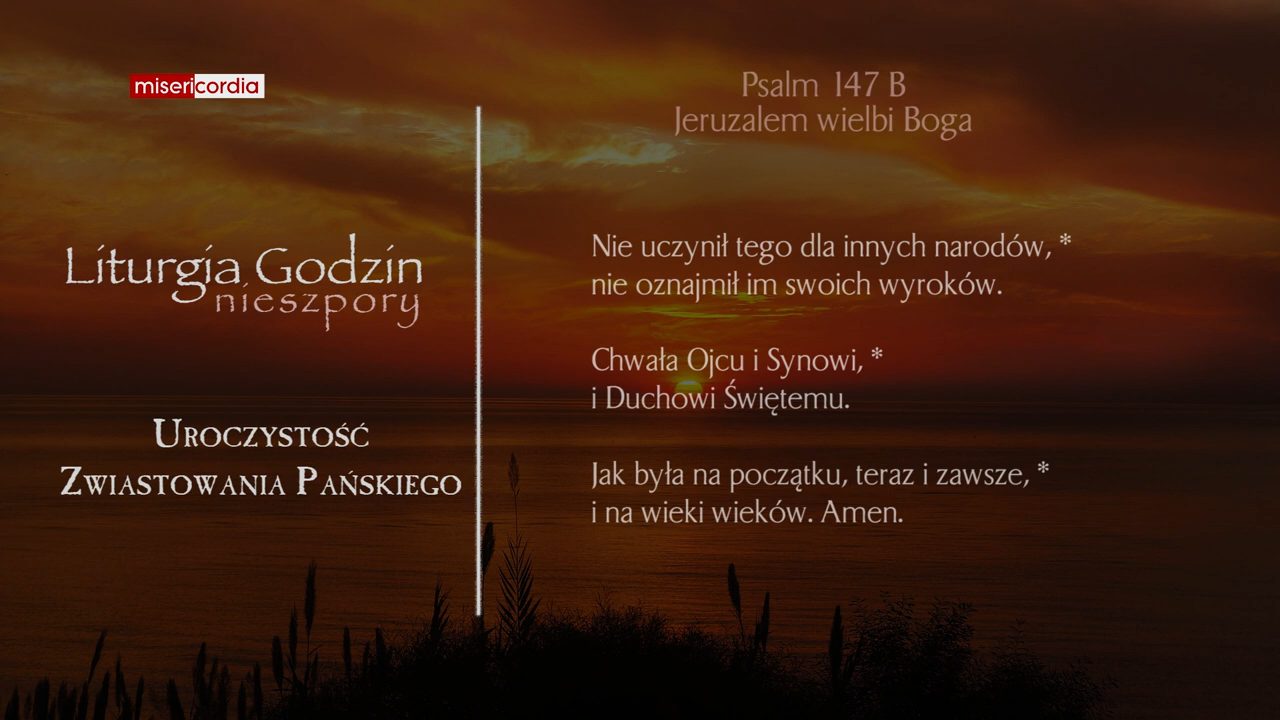 misericordia
Liturgia Godzin
nieszpory
Uroczystość
Zwiastowania Pańskiego
Psalm 147 B
Jeruzalem wielbi Boga
Nie uczynił tego dla innych narodów, *
nie oznajmił im swoich wyroków.
Chwała Ojcu i Synowi, *
i Duchowi Świętemu.
Jak była na początku, teraz i zawsze, *
i na wieki wieków. Amen.